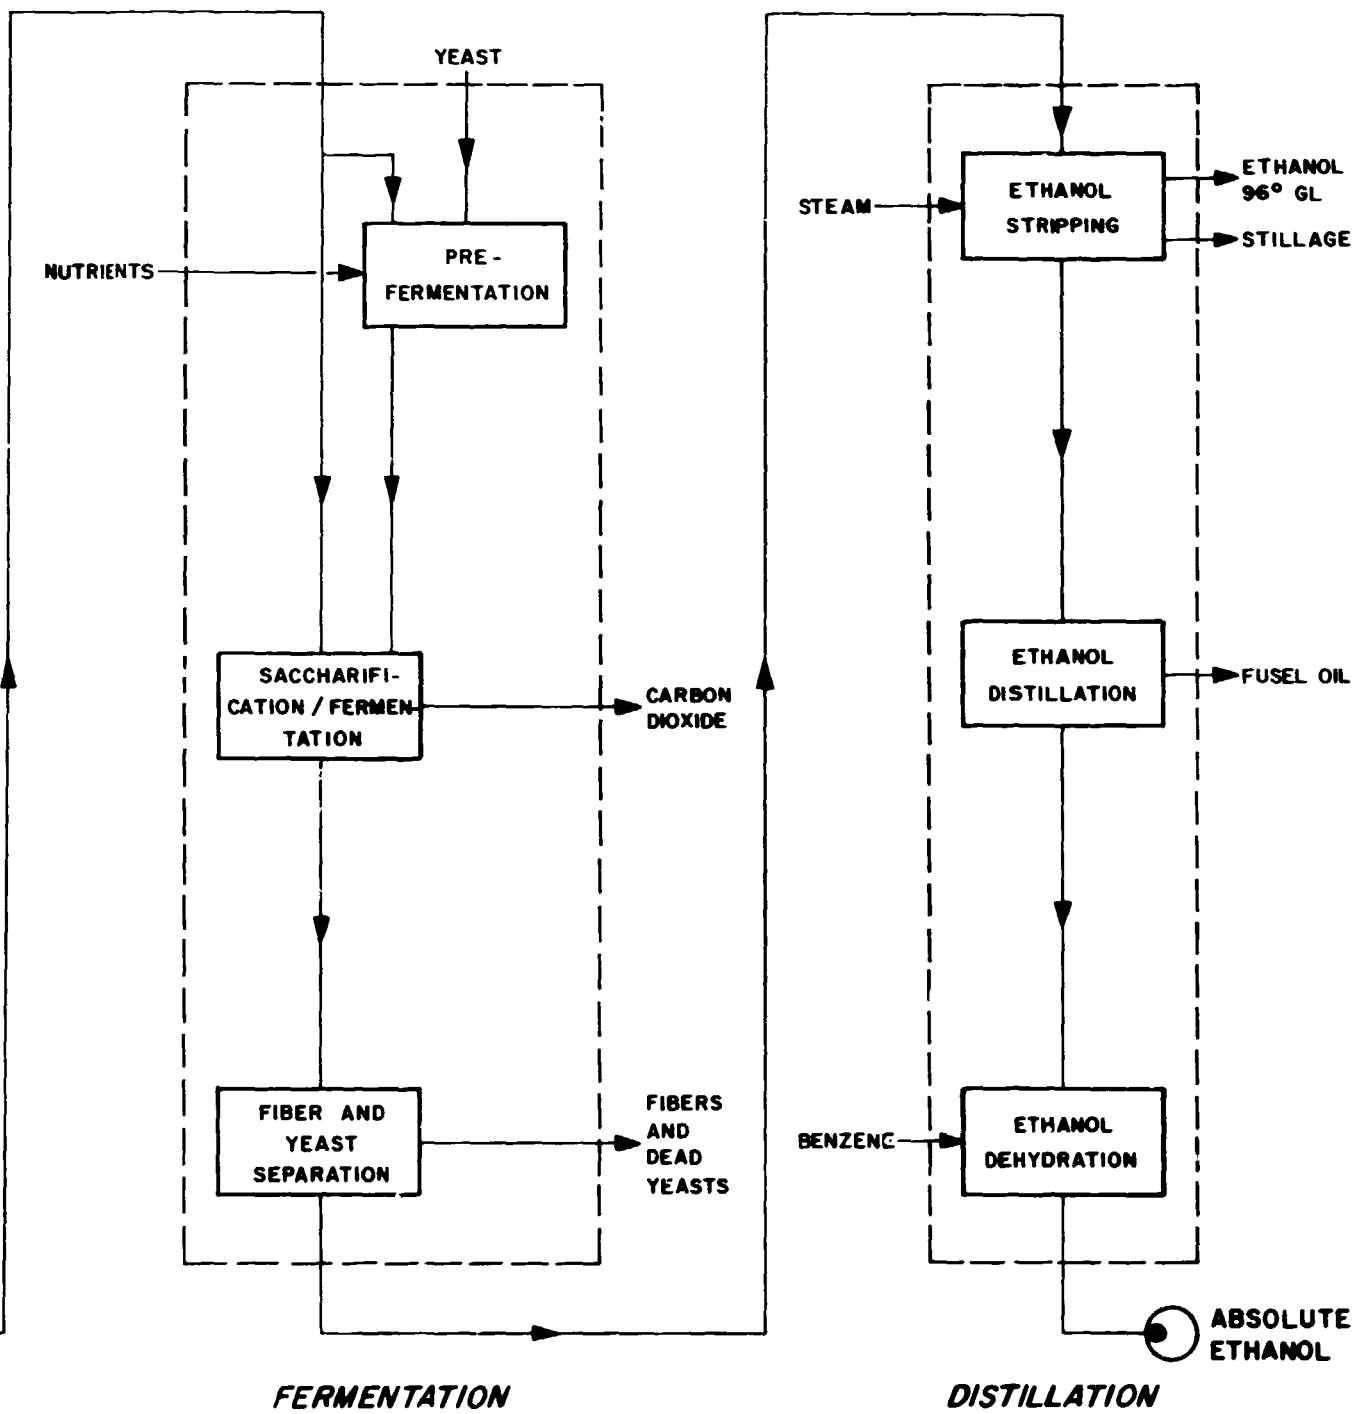 YEAST
NUTRIENTS
PRE-
FERMENTATION
SACCHARIFI-
CATION / FERMEN
TATION
CARBON
DIOXIDE
FIBER AND
YEAST
SEPARATION
FIBERS
AND
DEAD
YEASTS
FERMENTATION
STEAM
ETHANOL
STRIPPING
ETHANOL
96° GL
STILLAGE
ETHANOL
DISTILLATION
FUSEL OIL
BENZENE
ETHANOL
DEHYDRATION
ABSOLUTE
ETHANOL
DISTILLATION